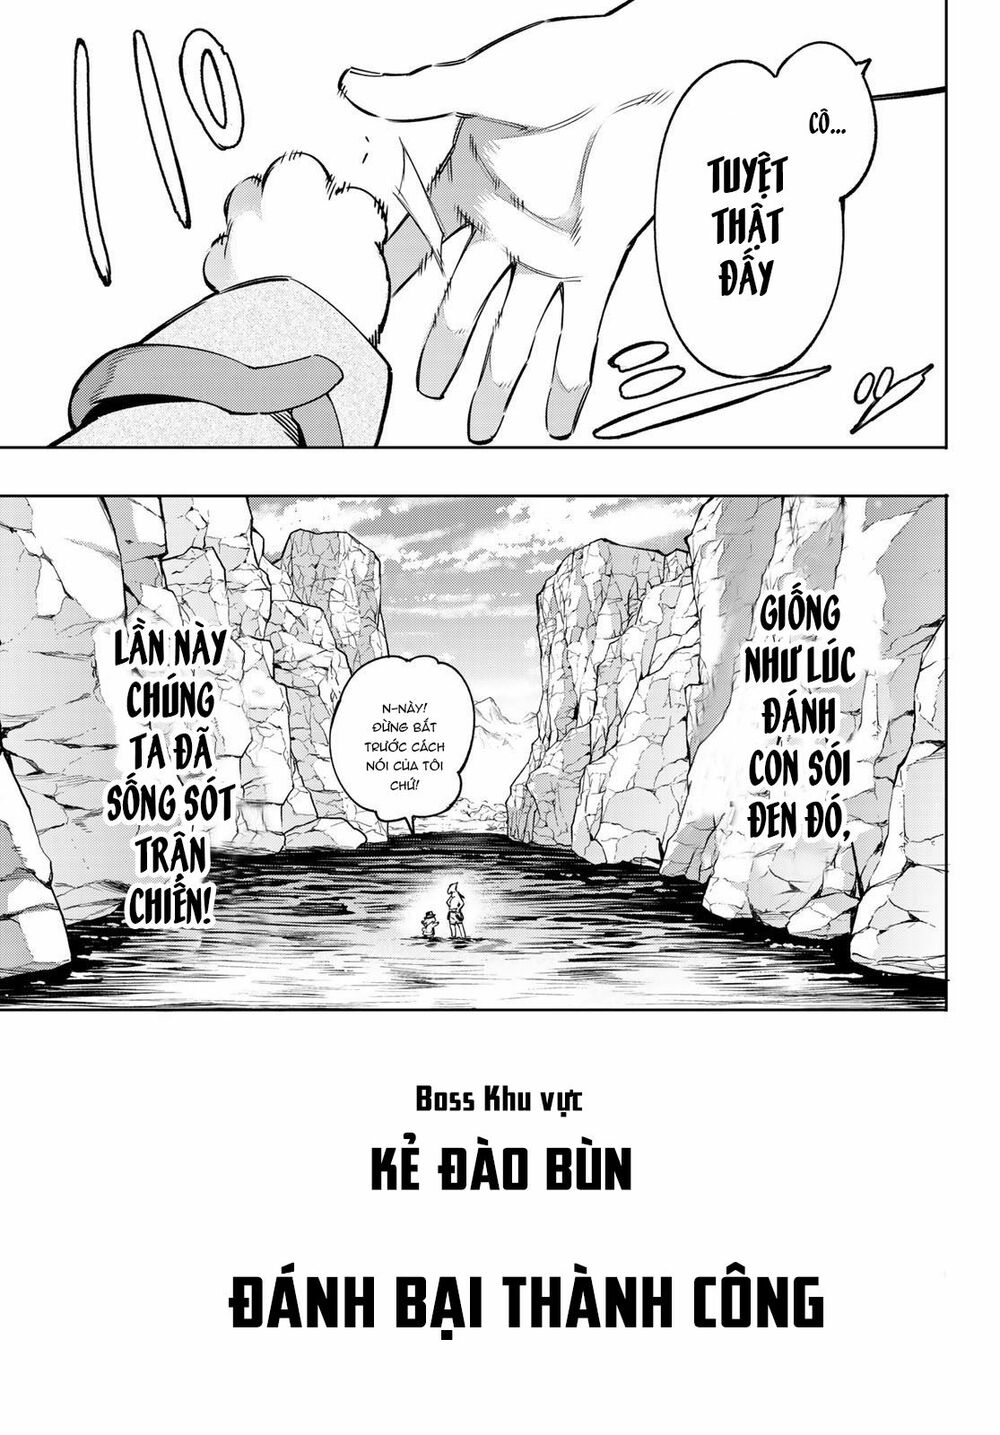 CÔ...
TUYỆT
THẬT
ĐẤY
GIỐNG
NHƯ LÚC
ĐÁNH
CON SÓI
ĐEN ĐÓ,
N-NÀY!
ĐỪNG BẮT
TRƯỚC CÁCH
NÓI CỦA TÔI
CHỨ!
LẦN NÀY
CHÚNG
TA ĐÃ
SỐNG SÓT
TRẬN
CHIẾN!
Boss Khu vực
KẺ ĐÀO BÙN
ĐÁNH BẠI THÀNH CÔNG